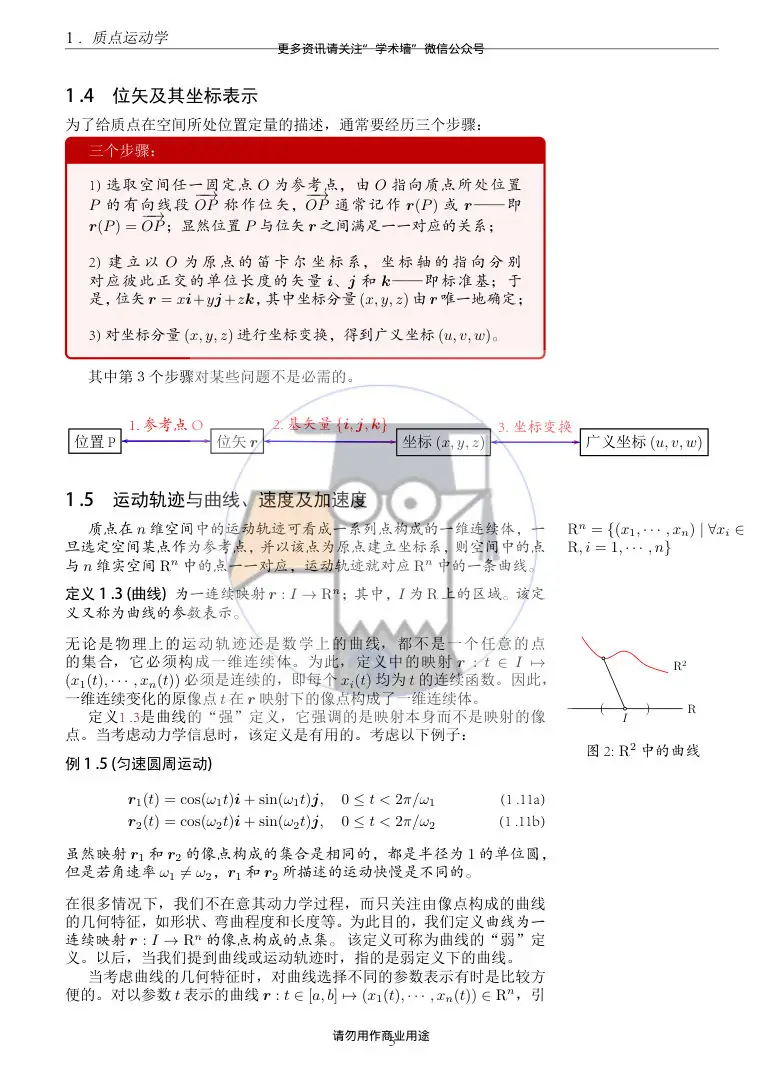 1 . 质点运动学
更多资讯请关注“学术墙”微信公众号
1.4 位矢及其坐标表示
为了给质点在空间所处位置定量的描述，通常要经历三个步骤：
三个步骤：
1) 选取空间任一固定点 O 为参考点，由 O 指向质点所处位置
P 的有向线段 $\overrightarrow{OP}$ 称作位矢，$\overrightarrow{OP}$ 通常记作 r(P) 或 r——即
r(P) = $\overrightarrow{OP}$；显然位置 P 与位矢 r 之间满足一一对应的关系；
2) 建立以 O 为原点的笛卡尔坐标系，坐标轴的指向分别
对应彼此正交的单位长度的矢量 i、j 和 k——即标准基；于
是，位矢 r = xi+yj+zk，其中坐标分量 (x, y, z) 由 r 唯一地确定；
3) 对坐标分量 (x, y, z) 进行坐标变换，得到广义坐标 (u, v, w)。
其中第 3 个步骤对某些问题不是必需的。
位置 P
1. 参考点 O
位矢 r
2. 基矢量 {i, j, k}
坐标 (x, y, z)
3. 坐标变换
广义坐标 (u, v, w)
1.5 运动轨迹与曲线、速度及加速度
质点在 n 维空间中的运动轨迹可看成一系列点构成的一维连续体，一
旦选定空间某点作为参考点，并以该点为原点建立坐标系，则空间中的点
与 n 维实空间 Rⁿ 中的点一一对应，运动轨迹就对应 Rⁿ 中的一条曲线。
Rⁿ = {(x₁, ⋯ , xₙ) | ∀xᵢ ∈
R, i = 1, ⋯ , n}
定义 1.3 (曲线) 为一连续映射 r : I → Rⁿ；其中，I 为 R 上的区域。该定
义又称为曲线的参数表示。
无论是物理上的运动轨迹还是数学上的曲线，都不是一个任意的点
的集合，它必须构成一维连续体。为此，定义中的映射 r : t ∈ I ↦
(x₁(t), ⋯ , xₙ(t)) 必须是连续的，即每个 xᵢ(t) 均为 t 的连续函数。因此，
一维连续变化的原像点 t 在 r 映射下的像点构成了一维连续体。
定义1.3是曲线的“强”定义，它强调的是映射本身而不是映射的像
点。当考虑动力学信息时，该定义是有用的。考虑以下例子：
R²
R
I
图 2: R² 中的曲线
例 1.5 (匀速圆周运动)
r₁(t) = cos(ω₁t)i + sin(ω₁t)j, 0 ≤ t < 2π/ω₁ (1.11a)
r₂(t) = cos(ω₂t)i + sin(ω₂t)j, 0 ≤ t < 2π/ω₂ (1.11b)
虽然映射 r₁ 和 r₂ 的像点构成的集合是相同的，都是半径为 1 的单位圆，
但是若角速率 ω₁ ≠ ω₂，r₁ 和 r₂ 所描述的运动快慢是不同的。
在很多情况下，我们不在意其动力学过程，而只关注由像点构成的曲线
的几何特征，如形状、弯曲程度和长度等。为此目的，我们定义曲线为一
连续映射 r : I → Rⁿ 的像点构成的点集。 该定义可称为曲线的“弱”定
义。以后，当我们提到曲线或运动轨迹时，指的是弱定义下的曲线。
当考虑曲线的几何特征时，对曲线选择不同的参数表示有时是比较方
便的。对以参数 t 表示的曲线 r : t ∈ [a, b] ↦ (x₁(t), ⋯ , xₙ(t)) ∈ Rⁿ，引
请勿用作商业用途